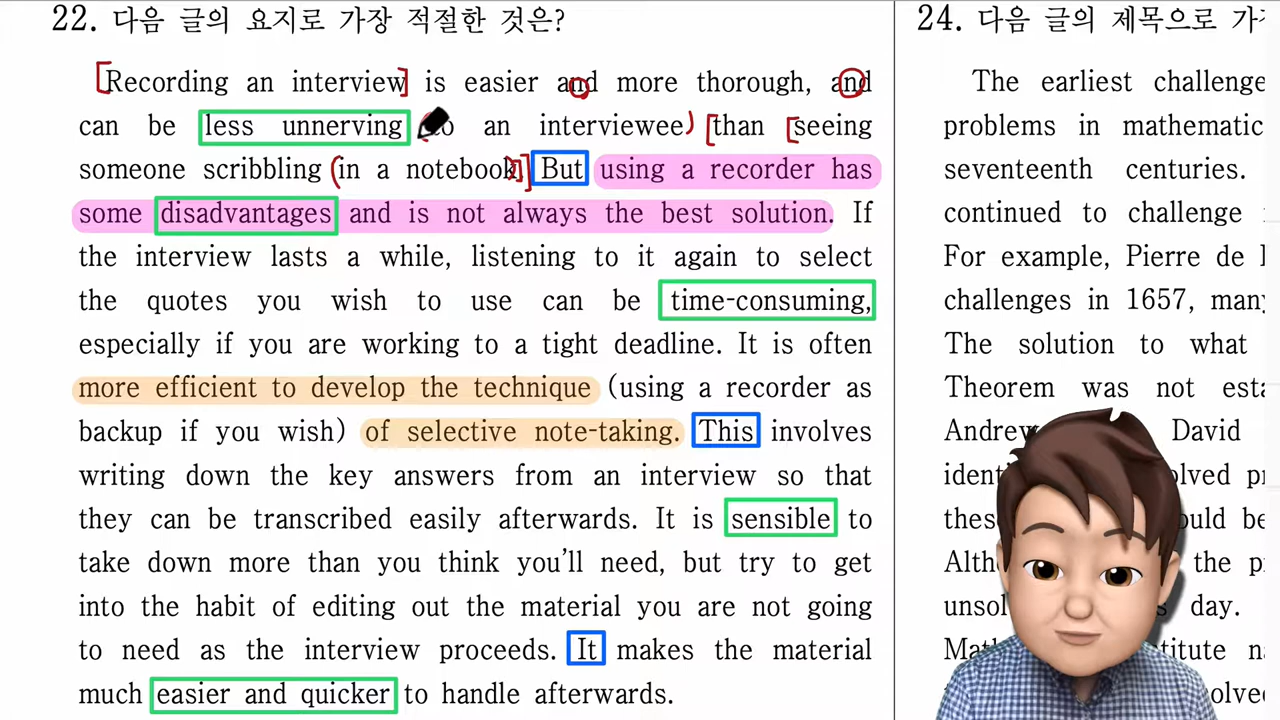 22. 다음 글의 요지로 가장 적절한 것은?
Recording an interview is easier and more thorough, and
can be less unnerving to an interviewee than seeing
someone scribbling in a notebook. But using a recorder has
some disadvantages and is not always the best solution. If
the interview lasts a while, listening to it again to select
the quotes you wish to use can be time-consuming,
especially if you are working to a tight deadline. It is often
more efficient to develop the technique (using a recorder as
backup if you wish) of selective note-taking. This involves
writing down the key answers from an interview so that
they can be transcribed easily afterwards. It is sensible to
take down more than you think you'll need, but try to get
into the habit of editing out the material you are not going
to need as the interview proceeds. It makes the material
much easier and quicker to handle afterwards.
24. 다음 글의 제목으로
The earliest challenge
problems in mathematic
seventeenth centuries.
continued to challenge
For example, Pierre de
challenges in 1657,
The solution to what
Theorem was not
Andrew David
the
day.